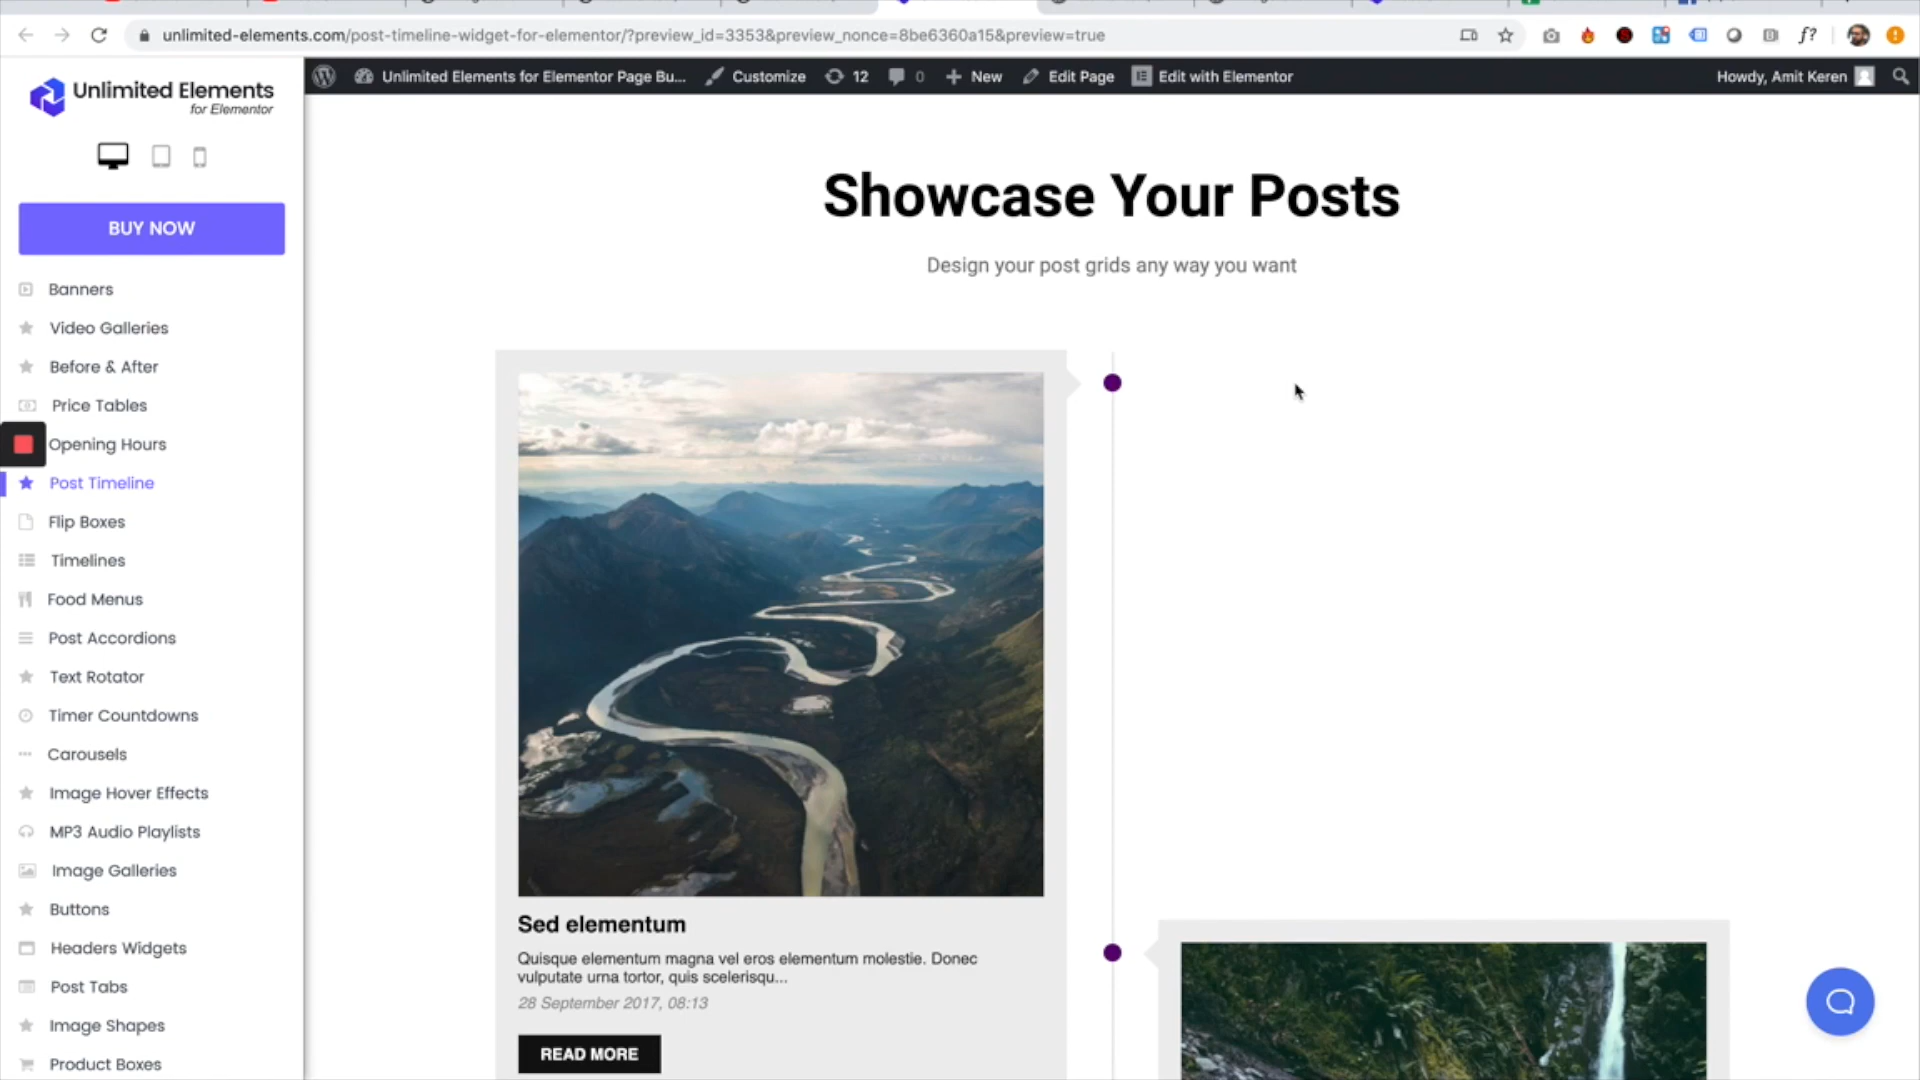 unlimited-elements.com/post-timeline-widget-for-elementor/?preview_id=3353&preview_nonce=8be6360a15&preview=true
f?
Unlimited Elements
for Elementor
Unlimited Elements for Elementor Page Bu...
Customize
12
0
New
Edit Page
Edit with Elementor
Howdy, Amit Keren
BUY NOW
Banners
Video Galleries
Before & After
Price Tables
Opening Hours
Post Timeline
Flip Boxes
Timelines
Food Menus
Post Accordions
Text Rotator
Timer Countdowns
Carousels
Image Hover Effects
MP3 Audio Playlists
Image Galleries
Buttons
Headers Widgets
Post Tabs
Image Shapes
Product Boxes
Showcase Your Posts
Design your post grids any way you want
Sed elementum
Quisque elementum magna vel eros elementum molestie. Donec
vulputate urna tortor, quis scelerisqu...
28 September 2017, 08:13
READ MORE